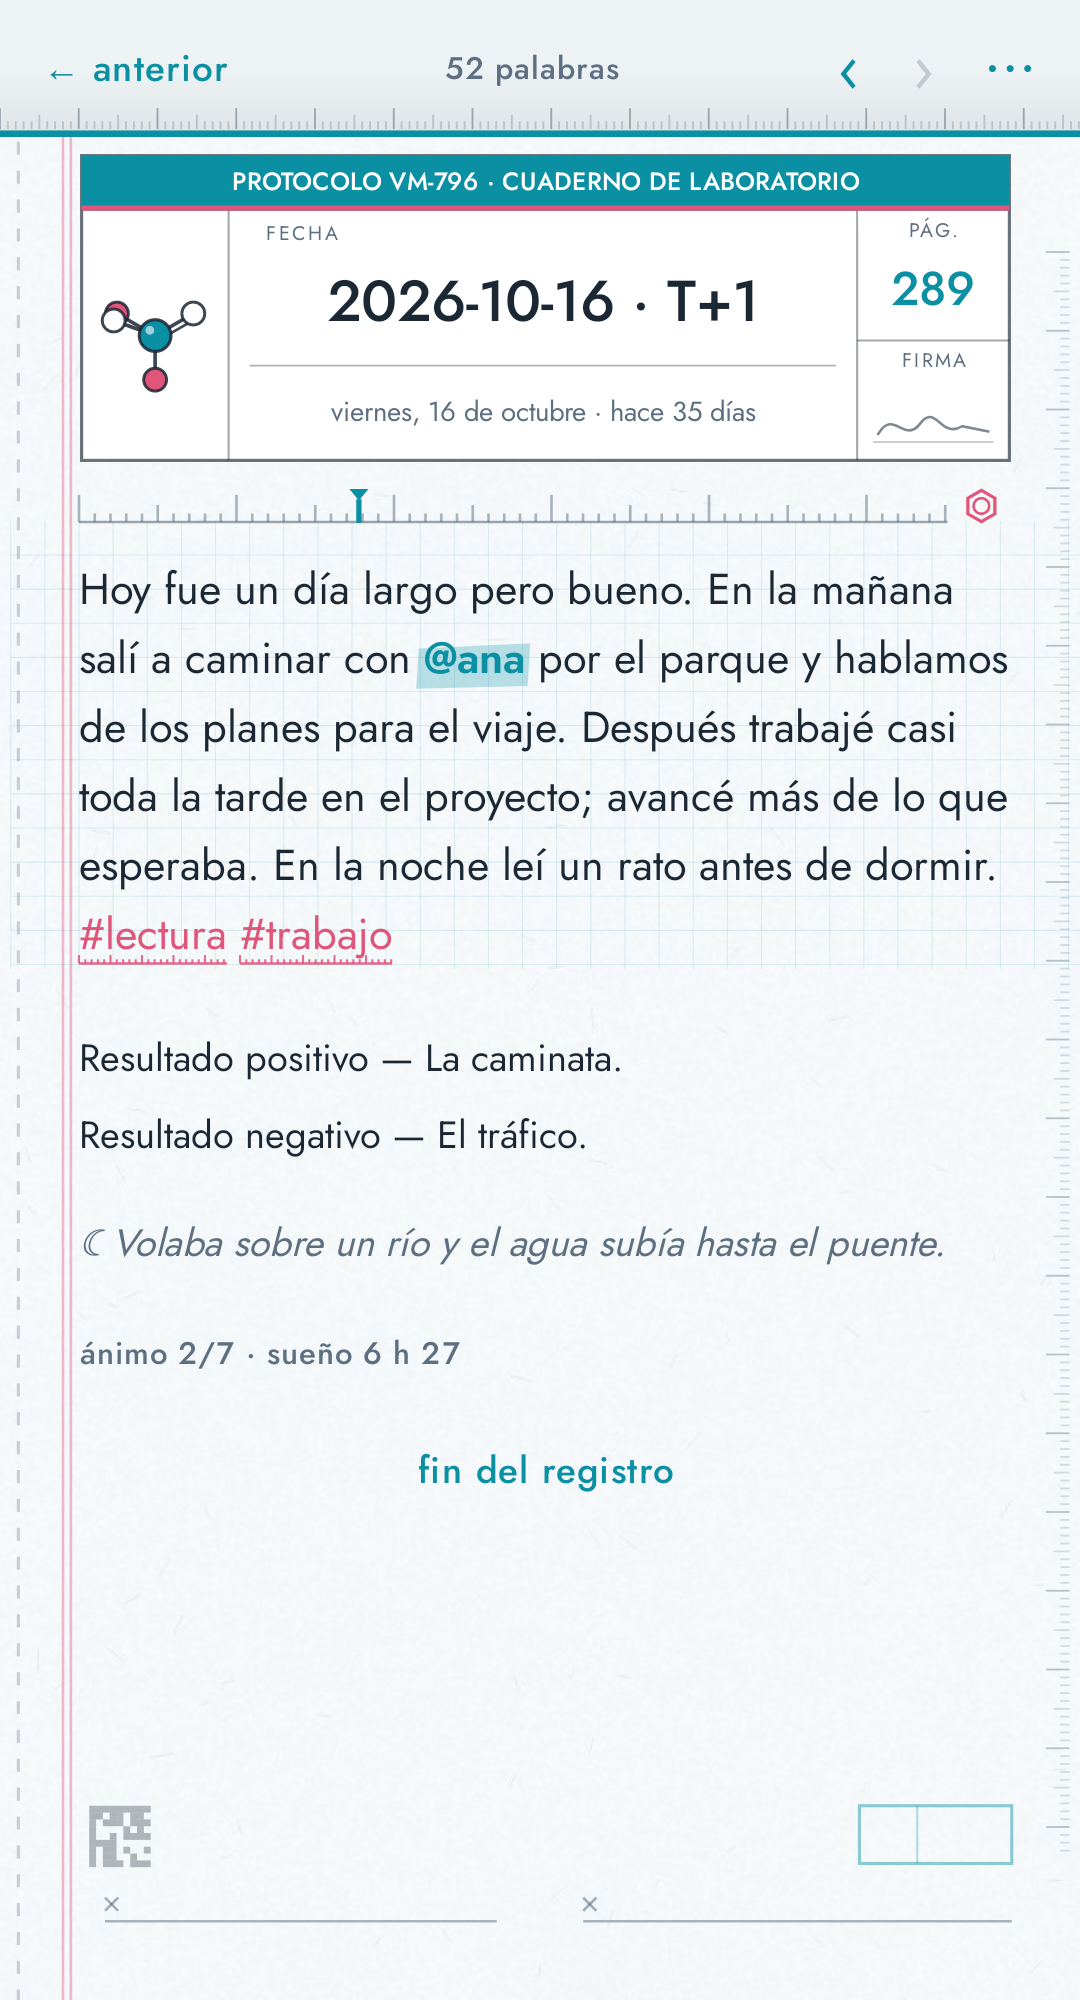 ← anterior
52 palabras
PROTOCOLO VM-796 · CUADERNO DE LABORATORIO
FECHA
2026-10-16 · T+1
viernes, 16 de octubre · hace 35 días
PÁG.
289
FIRMA
Hoy fue un día largo pero bueno. En la mañana
salí a caminar con @ana por el parque y hablamos
de los planes para el viaje. Después trabajé casi
toda la tarde en el proyecto; avancé más de lo que
esperaba. En la noche leí un rato antes de dormir.
#lectura #trabajo
Resultado positivo — La caminata.
Resultado negativo — El tráfico.
☾ Volaba sobre un río y el agua subía hasta el puente.
ánimo 2/7 · sueño 6 h 27
fin del registro